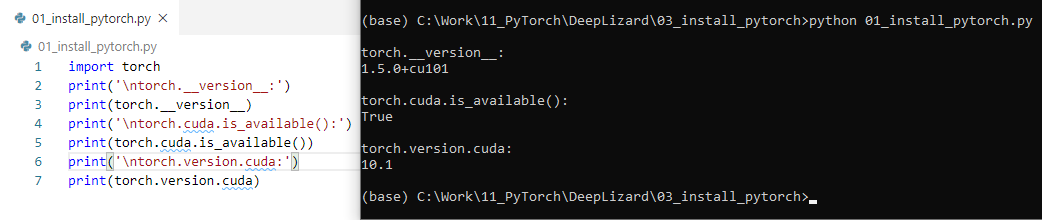 01_install_pytorch.py
01_install_pytorch.py
1 import torch
2 print('\ntorch.__version__:')
3 print(torch.__version__)
4 print('\ntorch.cuda.is_available():')
5 print(torch.cuda.is_available())
6 print('\ntorch.version.cuda:')
7 print(torch.version.cuda)
(base) C:\Work\11_PyTorch\DeepLizard\03_install_pytorch>python 01_install_pytorch.py
torch.__version__:
1.5.0+cu101
torch.cuda.is_available():
True
torch.version.cuda:
10.1
(base) C:\Work\11_PyTorch\DeepLizard\03_install_pytorch>